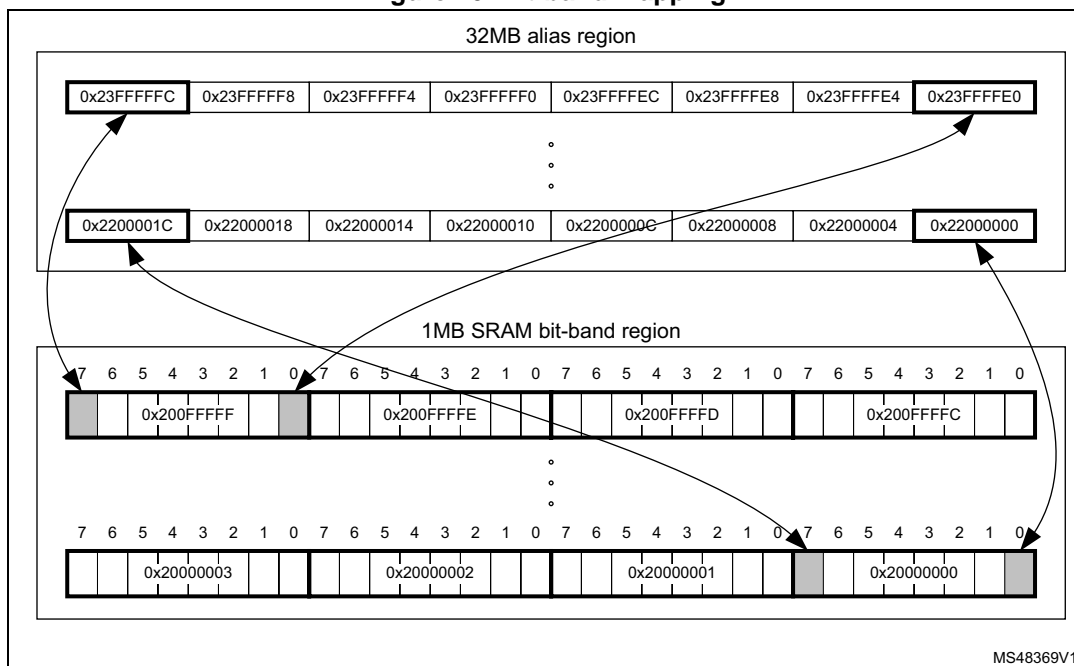 32MB alias region
0x23FFFFFC 0x23FFFFF8 0x23FFFFF4 0x23FFFFF0 0x23FFFFEC 0x23FFFFE8 0x23FFFFE4 0x23FFFFE0
0x2200001C 0x22000018 0x22000014 0x22000010 0x2200000C 0x22000008 0x22000004 0x22000000
1MB SRAM bit-band region
7 6 5 4 3 2 1 0 7 6 5 4 3 2 1 0 7 6 5 4 3 2 1 0 7 6 5 4 3 2 1 0
0x200FFFFF 0x200FFFFE 0x200FFFFD 0x200FFFFC
7 6 5 4 3 2 1 0 7 6 5 4 3 2 1 0 7 6 5 4 3 2 1 0 7 6 5 4 3 2 1 0
0x20000003 0x20000002 0x20000001 0x20000000
MS48369V1